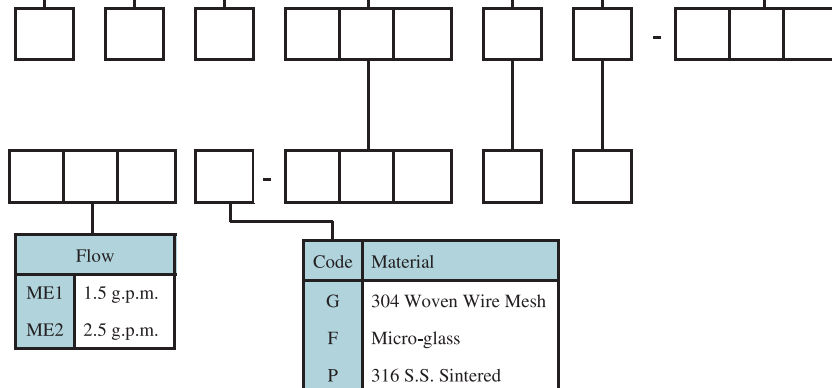 -
-
Flow
ME1 1.5 g.p.m.
ME2 2.5 g.p.m.
Code Material
G 304 Woven Wire Mesh
F Micro-glass
P 316 S.S. Sintered